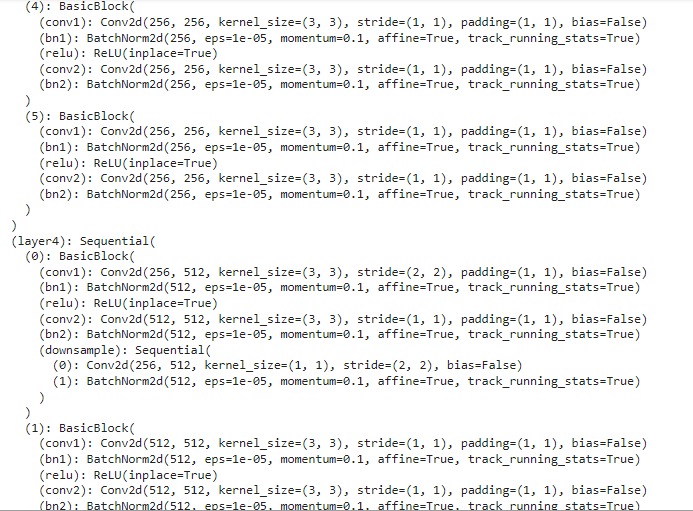 (4): BasicBlock(
(conv1): Conv2d(256, 256, kernel_size=(3, 3), stride=(1, 1), padding=(1, 1), bias=False)
(bn1): BatchNorm2d(256, eps=1e-05, momentum=0.1, affine=True, track_running_stats=True)
(relu): ReLU(inplace=True)
(conv2): Conv2d(256, 256, kernel_size=(3, 3), stride=(1, 1), padding=(1, 1), bias=False)
(bn2): BatchNorm2d(256, eps=1e-05, momentum=0.1, affine=True, track_running_stats=True)
)
(5): BasicBlock(
(conv1): Conv2d(256, 256, kernel_size=(3, 3), stride=(1, 1), padding=(1, 1), bias=False)
(bn1): BatchNorm2d(256, eps=1e-05, momentum=0.1, affine=True, track_running_stats=True)
(relu): ReLU(inplace=True)
(conv2): Conv2d(256, 256, kernel_size=(3, 3), stride=(1, 1), padding=(1, 1), bias=False)
(bn2): BatchNorm2d(256, eps=1e-05, momentum=0.1, affine=True, track_running_stats=True)
)
)
(layer4): Sequential(
(0): BasicBlock(
(conv1): Conv2d(256, 512, kernel_size=(3, 3), stride=(2, 2), padding=(1, 1), bias=False)
(bn1): BatchNorm2d(512, eps=1e-05, momentum=0.1, affine=True, track_running_stats=True)
(relu): ReLU(inplace=True)
(conv2): Conv2d(512, 512, kernel_size=(3, 3), stride=(1, 1), padding=(1, 1), bias=False)
(bn2): BatchNorm2d(512, eps=1e-05, momentum=0.1, affine=True, track_running_stats=True)
(downsample): Sequential(
(0): Conv2d(256, 512, kernel_size=(1, 1), stride=(2, 2), bias=False)
(1): BatchNorm2d(512, eps=1e-05, momentum=0.1, affine=True, track_running_stats=True)
)
)
(1): BasicBlock(
(conv1): Conv2d(512, 512, kernel_size=(3, 3), stride=(1, 1), padding=(1, 1), bias=False)
(bn1): BatchNorm2d(512, eps=1e-05, momentum=0.1, affine=True, track_running_stats=True)
(relu): ReLU(inplace=True)
(conv2): Conv2d(512, 512, kernel_size=(3, 3), stride=(1, 1), padding=(1, 1), bias=False)
(bn2): BatchNorm2d(512, eps=1e-05, momentum=0.1, affine=True, track_running_stats=True)